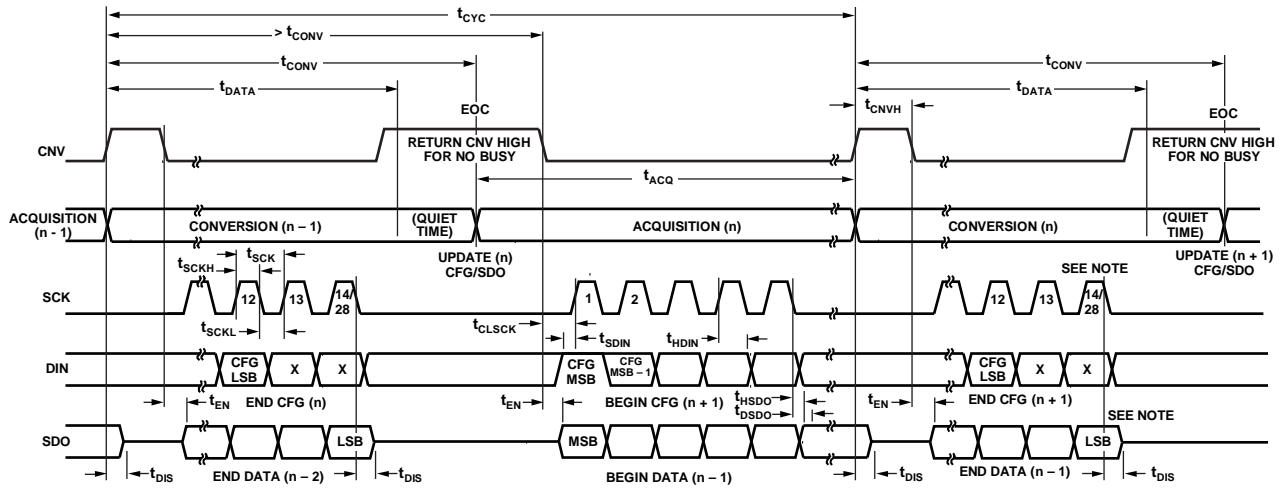 tCYC
> tCONV
tCONV
tCONV
tDATA
tDATA
tCNVH
EOC
EOC
CNV
RETURN CNV HIGH
FOR NO BUSY
RETURN CNV HIGH
FOR NO BUSY
tACQ
ACQUISITION
(n - 1)
CONVERSION (n – 1)
(QUIET
TIME)
ACQUISITION (n)
CONVERSION (n)
(QUIET
TIME)
UPDATE (n)
CFG/SDO
UPDATE (n + 1)
CFG/SDO
tSCK
tSCKH
SEE NOTE
SCK
12
13
14/
28
1
2
12
13
14/
28
tSCKL
tCLSCK
tSDIN
tHDIN
DIN
CFG
LSB
X
X
CFG
MSB
CFG
MSB – 1
CFG
LSB
X
X
tEN
END CFG (n)
tEN
BEGIN CFG (n + 1)
tHSDO
tDSDO
tEN
END CFG (n + 1)
SEE NOTE
SDO
LSB
MSB
LSB
tDIS
END DATA (n – 2)
tDIS
BEGIN DATA (n – 1)
tDIS
END DATA (n – 1)
tDIS